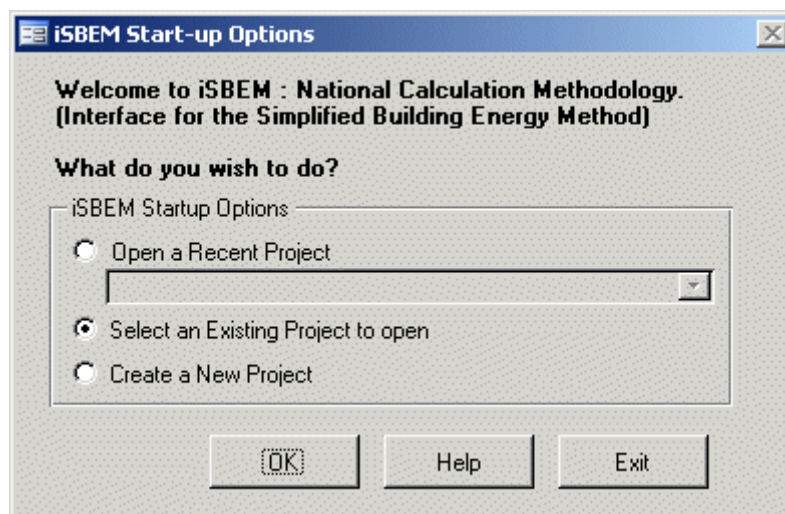 iSBEM Start-up Options
Welcome to iSBEM : National Calculation Methodology.
(Interface for the Simplified Building Energy Method)
What do you wish to do?
iSBEM Startup Options
Open a Recent Project
Select an Existing Project to open
Create a New Project
OK Help Exit